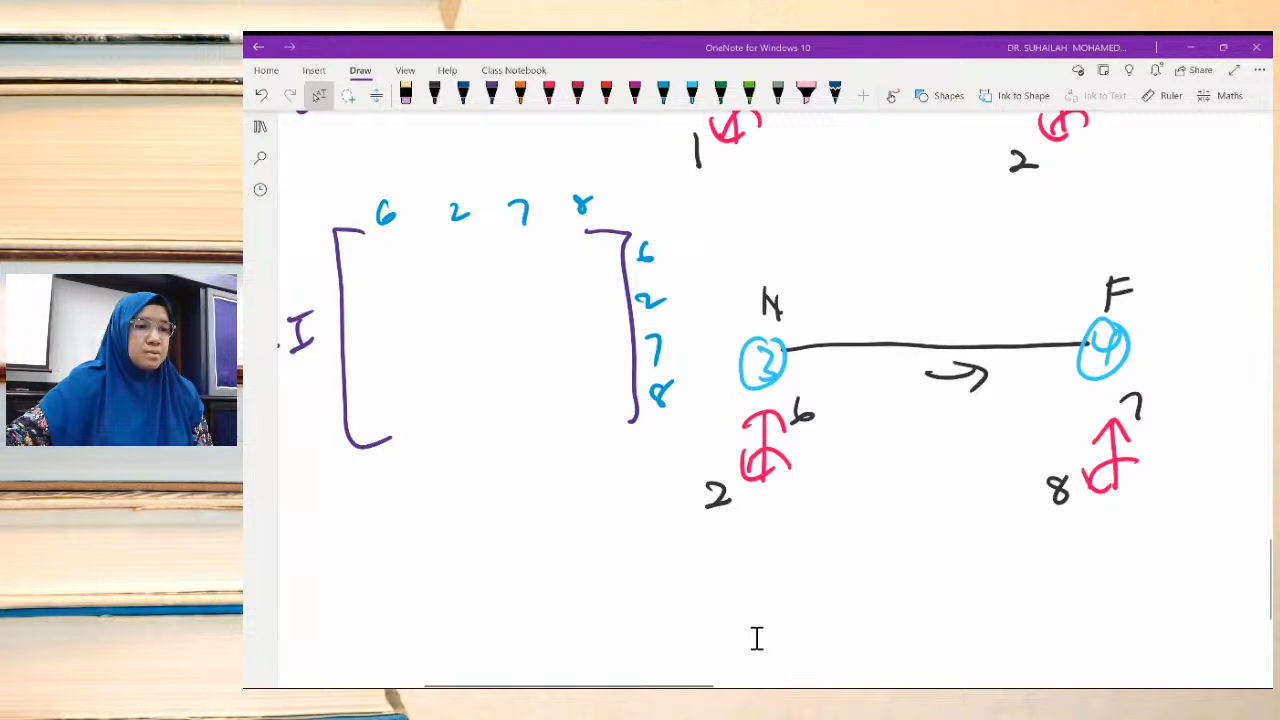 OneNote for Windows 10
DR. SUHAILAH MOHAMED...
Home Insert Draw View Help Class Notebook
Share
Shapes Ink to Shape Ink to Text Ruler Maths
1
2
6 2 7 8
6
2
7
8
I
N
F
3
4
6
7
2
8